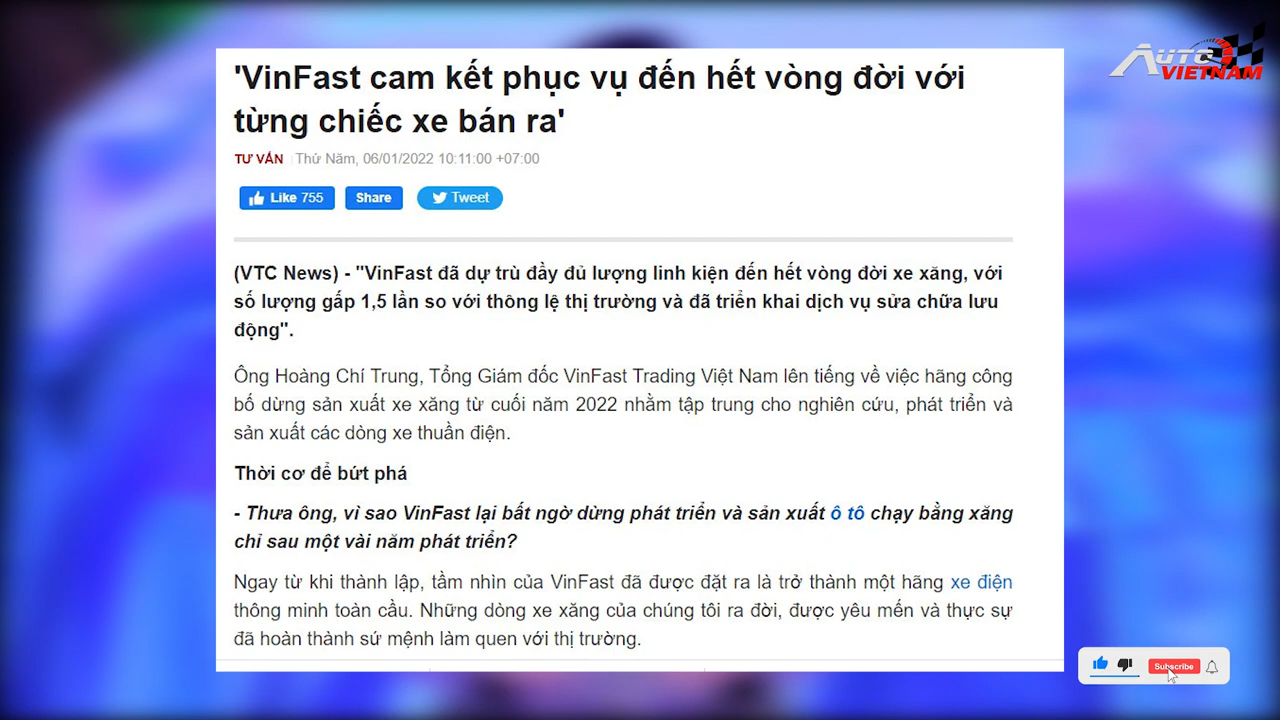 AUTO
VIETNAM
'VinFast cam kết phục vụ đến hết vòng đời với
từng chiếc xe bán ra'
TƯ VẤN Thứ Năm, 06/01/2022 10:11:00 +07:00
Like 755 Share Tweet
(VTC News) - "VinFast đã dự trù đầy đủ lượng linh kiện đến hết vòng đời xe xăng, với
số lượng gấp 1,5 lần so với thông lệ thị trường và đã triển khai dịch vụ sửa chữa lưu
động".
Ông Hoàng Chí Trung, Tổng Giám đốc VinFast Trading Việt Nam lên tiếng về việc hãng công
bố dừng sản xuất xe xăng từ cuối năm 2022 nhằm tập trung cho nghiên cứu, phát triển và
sản xuất các dòng xe thuần điện.
Thời cơ để bứt phá
- Thưa ông, vì sao VinFast lại bất ngờ dừng phát triển và sản xuất ô tô chạy bằng xăng
chỉ sau một vài năm phát triển?
Ngay từ khi thành lập, tầm nhìn của VinFast đã được đặt ra là trở thành một hãng xe điện
thông minh toàn cầu. Những dòng xe xăng của chúng tôi ra đời, được yêu mến và thực sự
đã hoàn thành sứ mệnh làm quen với thị trường.
Subscribe